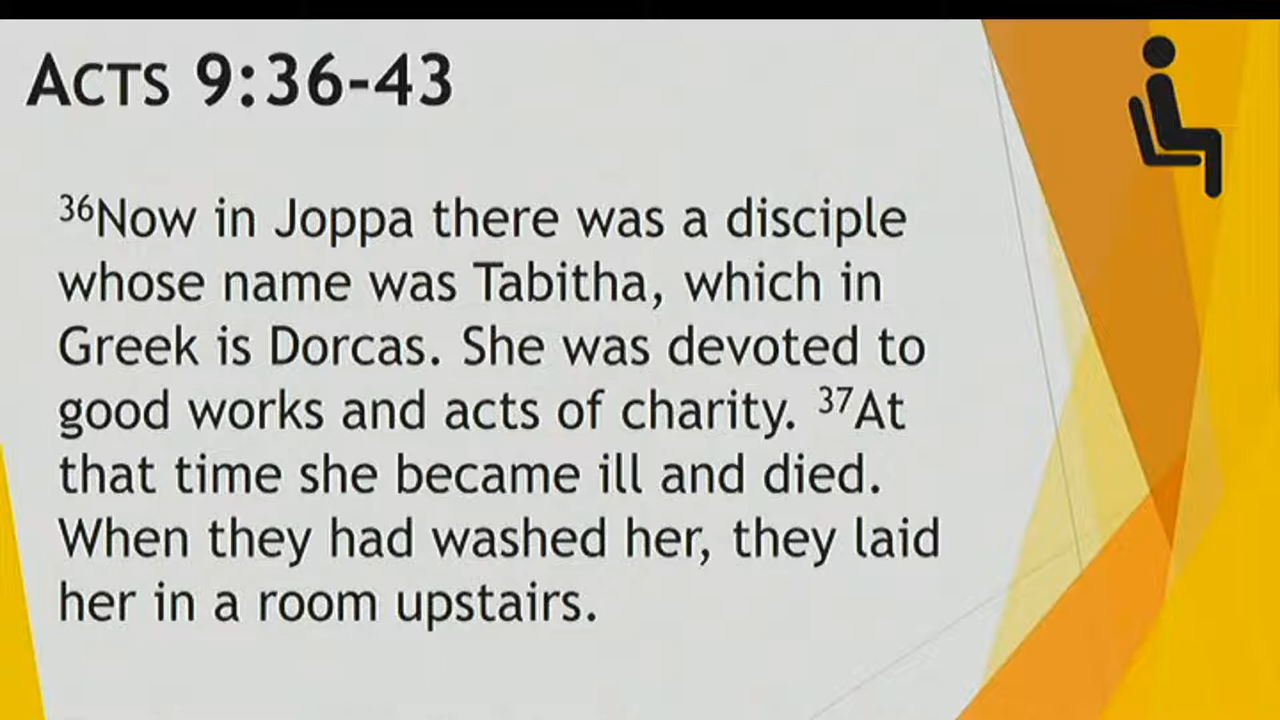 ACTS 9:36-43
³⁶Now in Joppa there was a disciple
whose name was Tabitha, which in
Greek is Dorcas. She was devoted to
good works and acts of charity. ³⁷At
that time she became ill and died.
When they had washed her, they laid
her in a room upstairs.